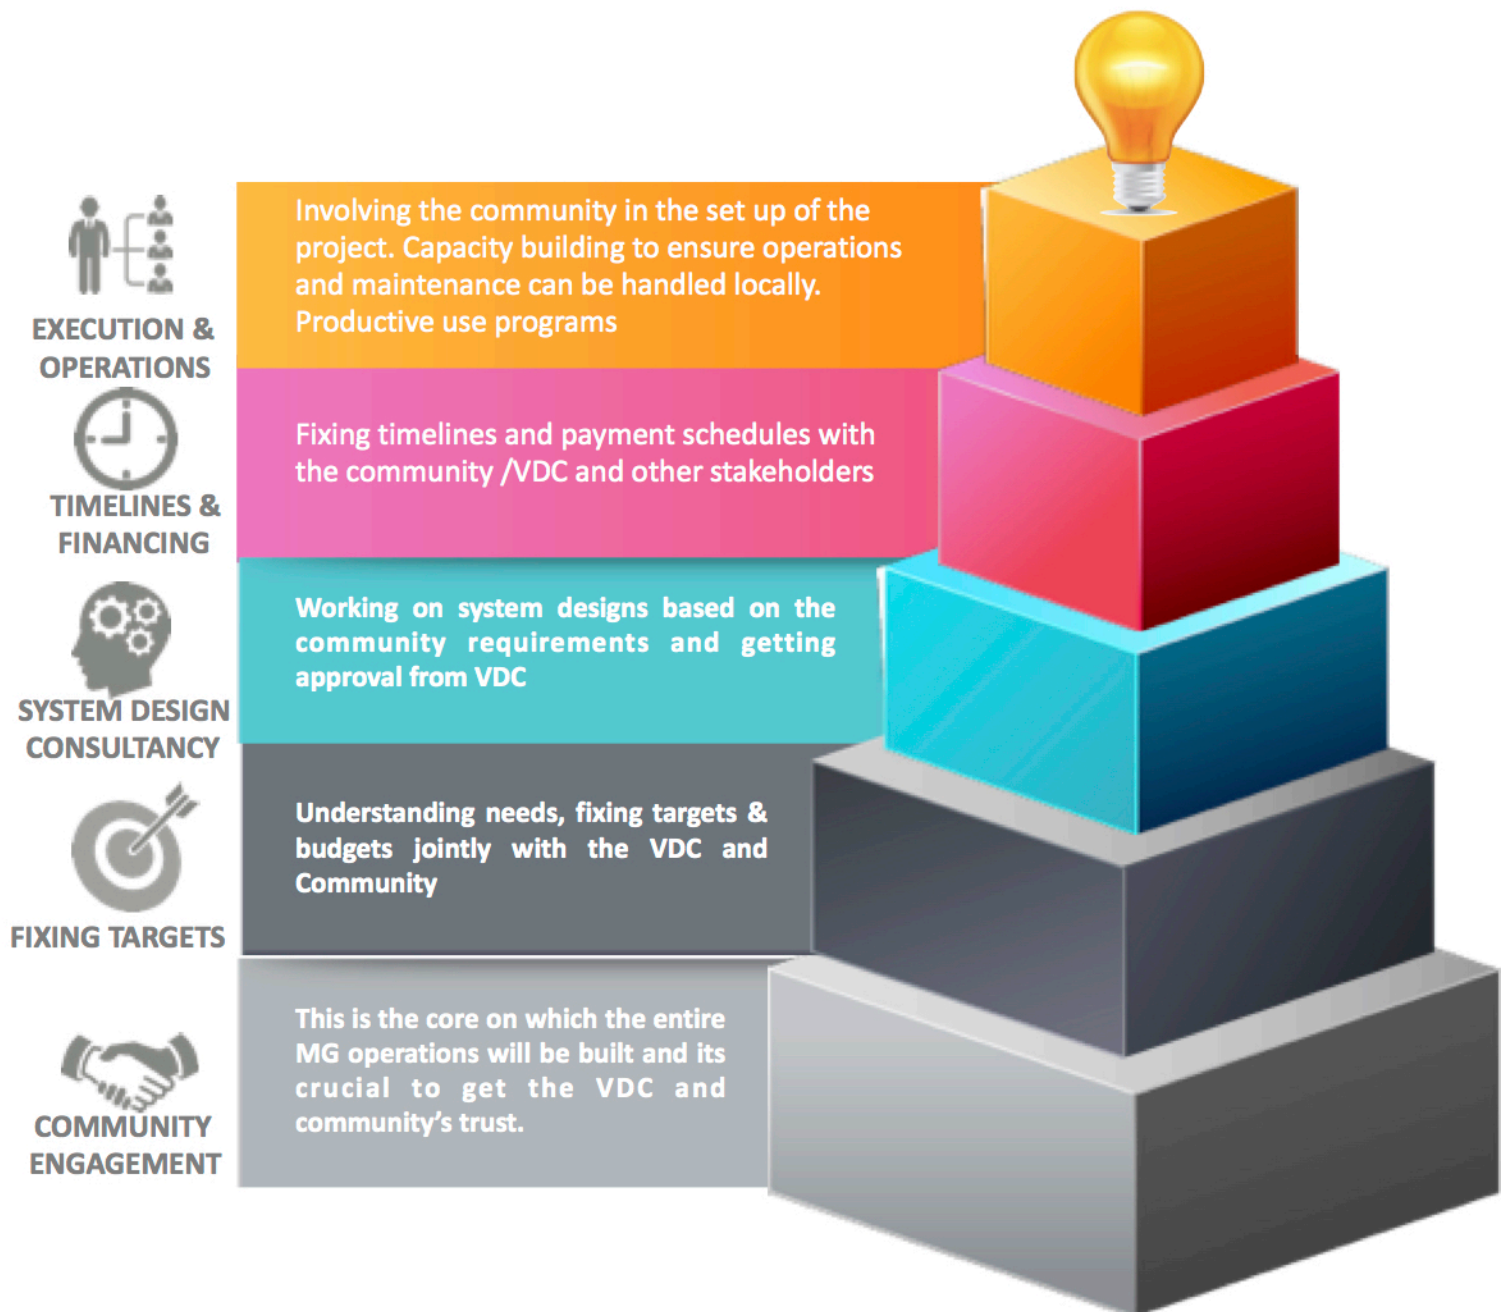 EXECUTION &
OPERATIONS
Involving the community in the set up of the
project. Capacity building to ensure operations
and maintenance can be handled locally.
Productive use programs
TIMELINES &
FINANCING
Fixing timelines and payment schedules with
the community /VDC and other stakeholders
SYSTEM DESIGN
CONSULTANCY
Working on system designs based on the
community requirements and getting
approval from VDC
FIXING TARGETS
Understanding needs, fixing targets &
budgets jointly with the VDC and
Community
COMMUNITY
ENGAGEMENT
This is the core on which the entire
MG operations will be built and its
crucial to get the VDC and
community's trust.